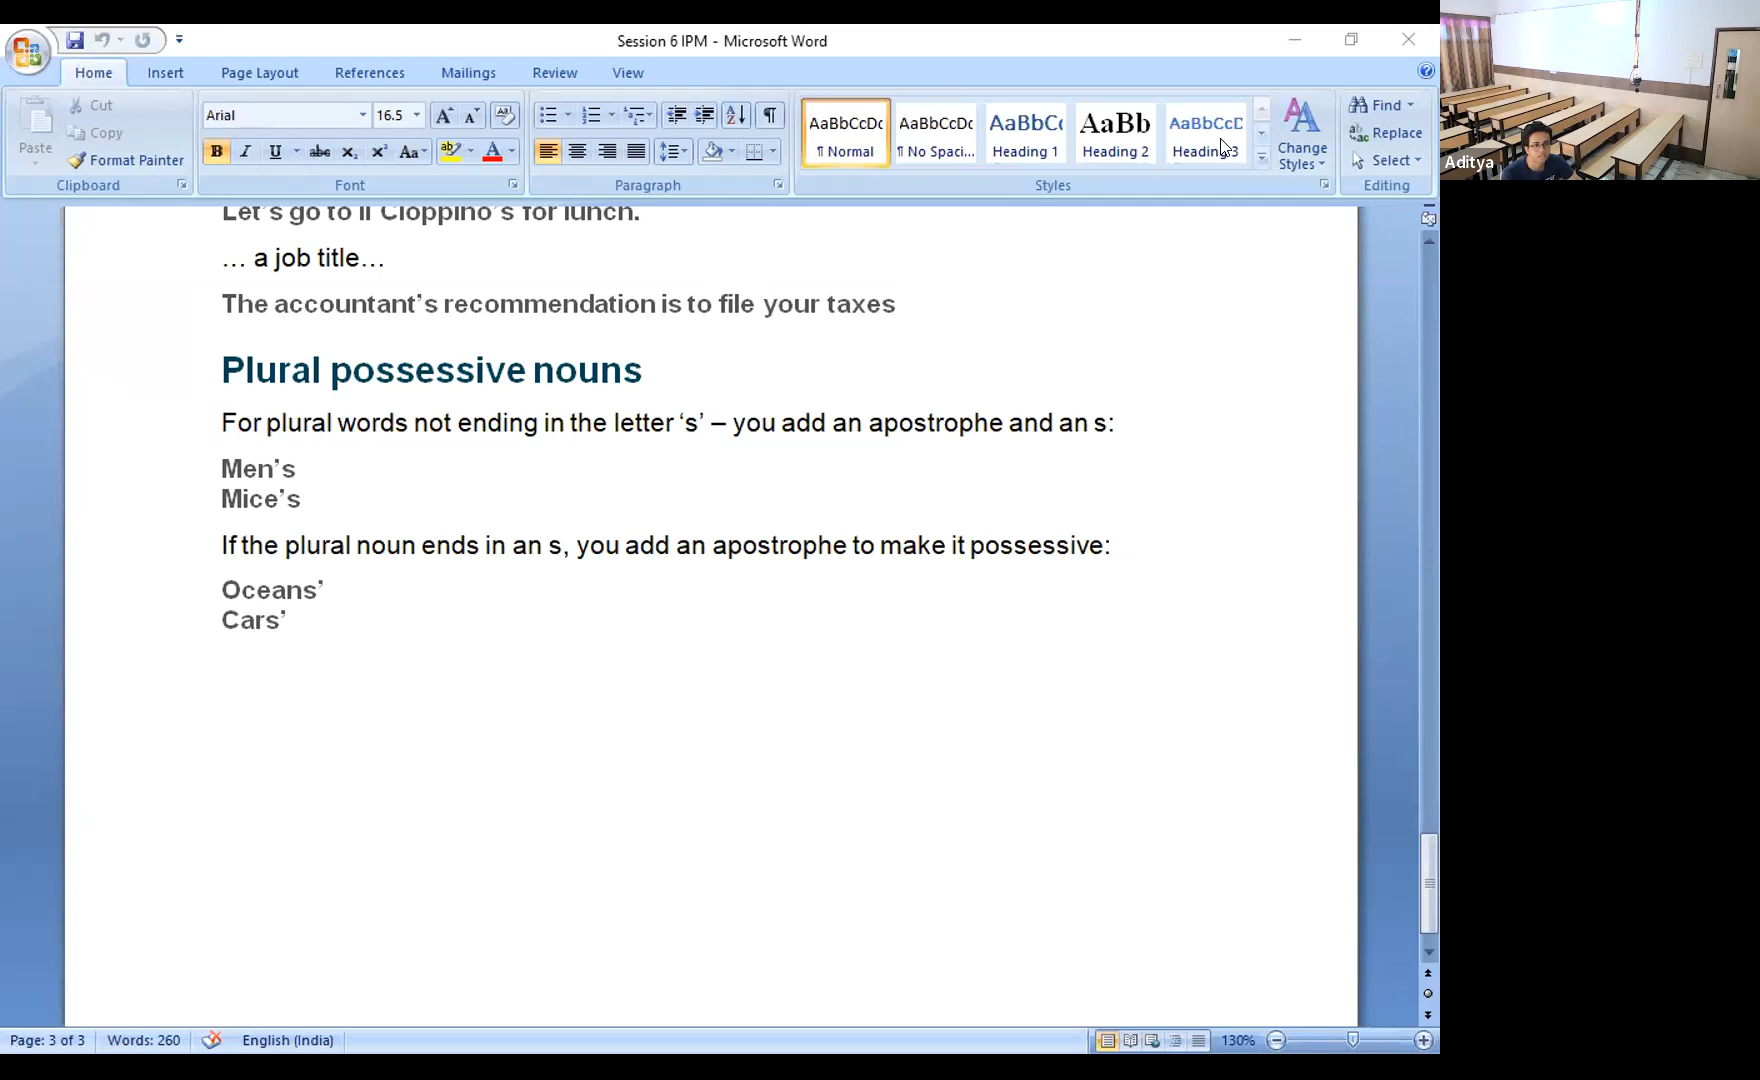 Session 6 IPM - Microsoft Word
Home Insert Page Layout References Mailings Review View
Cut
Copy
Paste
Format Painter
Clipboard
Arial 16.5
Font
Paragraph
AaBbCcDc AaBbCcDc AaBbCc AaBb AaBbCcD
¶ Normal ¶ No Spaci... Heading 1 Heading 2 Heading 3
Change
Styles
Styles
Find
Replace
Select
Editing
Aditya
Let's go to Il Cioppino's for lunch.
… a job title…
The accountant's recommendation is to file your taxes
Plural possessive nouns
For plural words not ending in the letter ‘s’ – you add an apostrophe and an s:
Men's
Mice's
If the plural noun ends in an s, you add an apostrophe to make it possessive:
Oceans’
Cars’
Page: 3 of 3 Words: 260 English (India) 130%